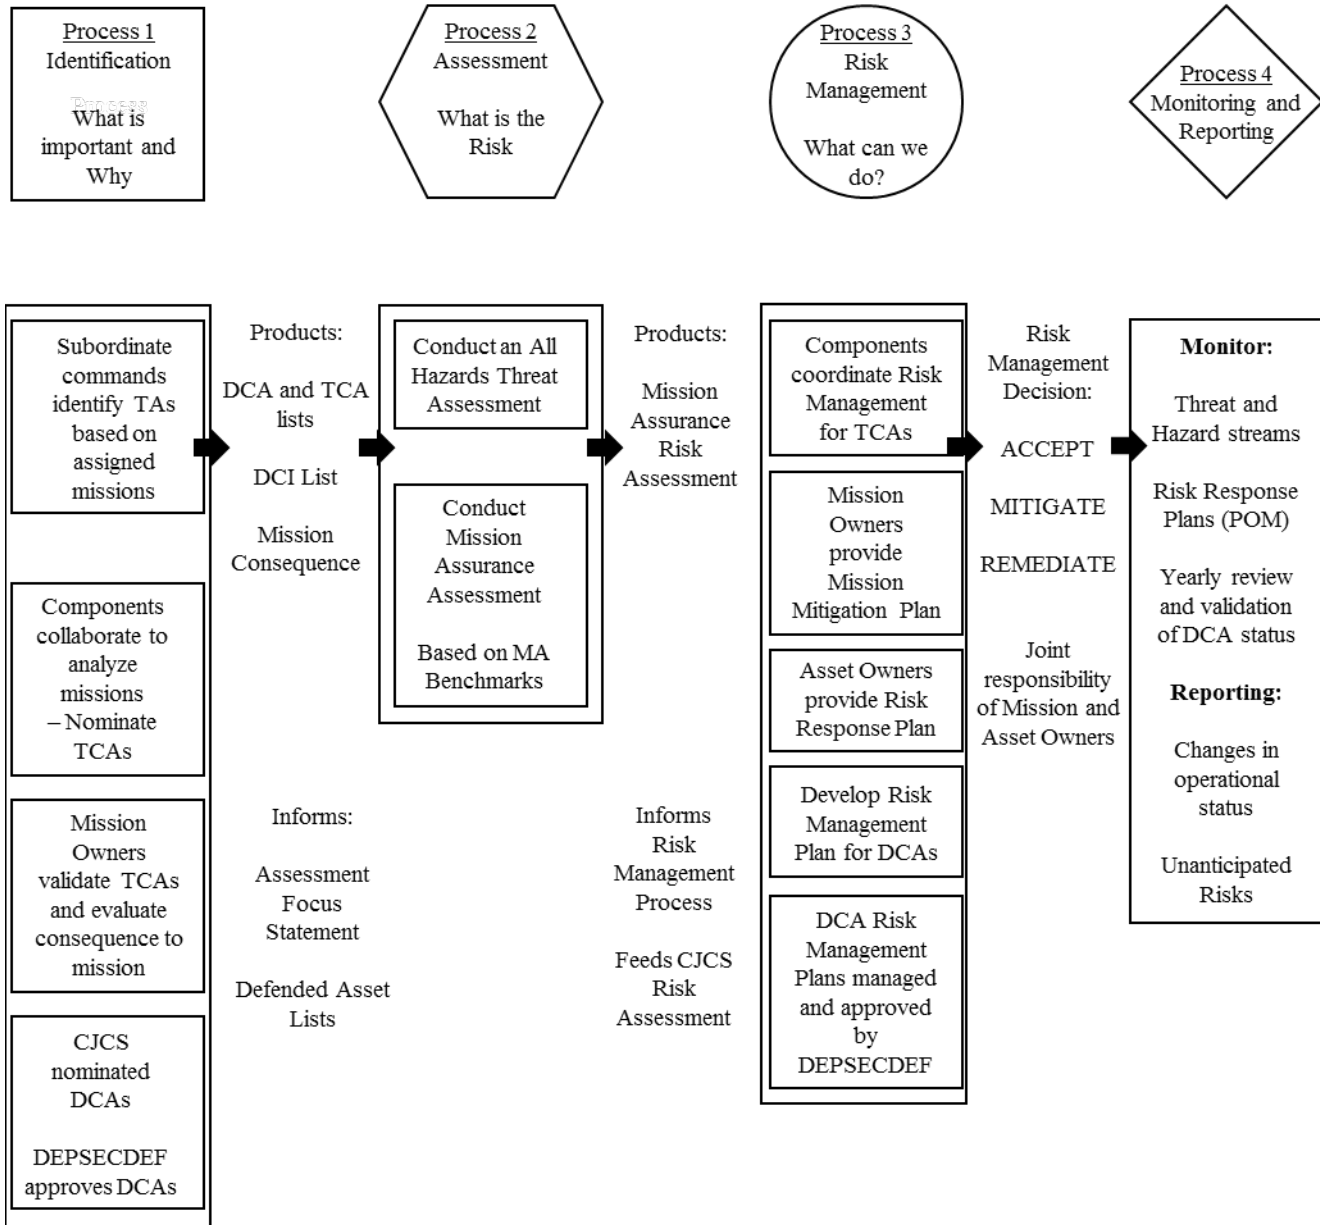 Process 1
Identification
Process
What is
important and
Why
Process 2
Assessment
What is the
Risk
Process 3
Risk
Management
What can we
do?
Process 4
Monitoring and
Reporting
Subordinate
commands
identify TAs
based on
assigned
missions
Components
collaborate to
analyze
missions
– Nominate
TCAs
Mission
Owners
validate TCAs
and evaluate
consequence to
mission
CJCS
nominated
DCAs
DEPSECDEF
approves DCAs
Products:
DCA and TCA
lists
DCI List
Mission
Consequence
Informs:
Assessment
Focus
Statement
Defended Asset
Lists
Conduct an All
Hazards Threat
Assessment
Conduct
Mission
Assurance
Assessment
Based on MA
Benchmarks
Products:
Mission
Assurance
Risk
Assessment
Informs
Risk
Management
Process
Feeds CJCS
Risk
Assessment
Components
coordinate Risk
Management
for TCAs
Mission
Owners
provide
Mission
Mitigation Plan
Asset Owners
provide Risk
Response Plan
Develop Risk
Management
Plan for DCAs
DCA Risk
Management
Plans managed
and approved
by
DEPSECDEF
Risk
Management
Decision:
ACCEPT
MITIGATE
REMEDIATE
Joint
responsibility
of Mission and
Asset Owners
Monitor:
Threat and
Hazard streams
Risk Response
Plans (POM)
Yearly review
and validation
of DCA status
Reporting:
Changes in
operational
status
Unanticipated
Risks